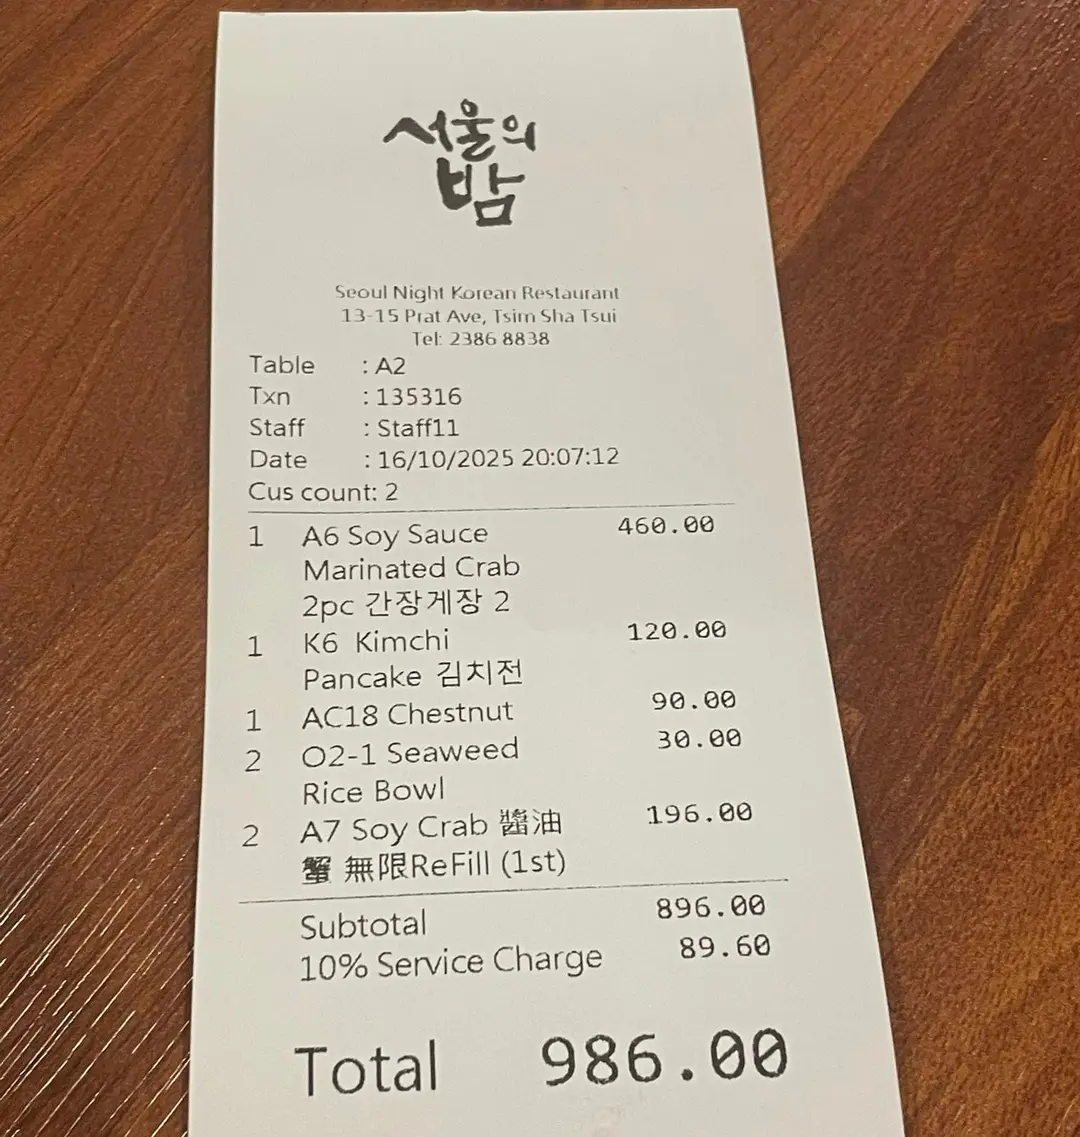 서울의
밤
Seoul Night Korean Restaurant
13-15 Prat Ave, Tsim Sha Tsui
Tel: 2386 8838
Table : A2
Txn : 135316
Staff : Staff11
Date : 16/10/2025 20:07:12
Cus count: 2
1 A6 Soy Sauce 460.00
Marinated Crab
2pc 간장게장 2
1 K6 Kimchi 120.00
Pancake 김치전
1 AC18 Chestnut 90.00
2 O2-1 Seaweed 30.00
Rice Bowl
2 A7 Soy Crab 醬油 196.00
蟹 無限ReFill (1st)
Subtotal 896.00
10% Service Charge 89.60
Total 986.00